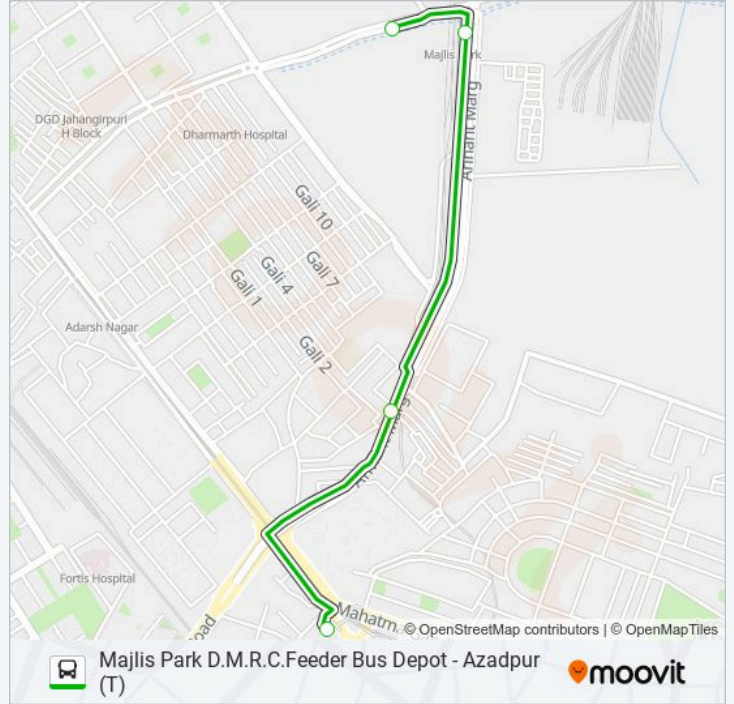 Majlis Park
Arihant Marg
DGD Jahangirpuri
H Block
Dharmarth Hospital
Gali 10
Gali 7
Gali 4
Gali 1
Adarsh Nagar
Gali 2
Fortis Hospital
© OpenStreetMap contributors | © OpenMapTiles
Majlis Park D.M.R.C.Feeder Bus Depot - Azadpur
(T)
moovit